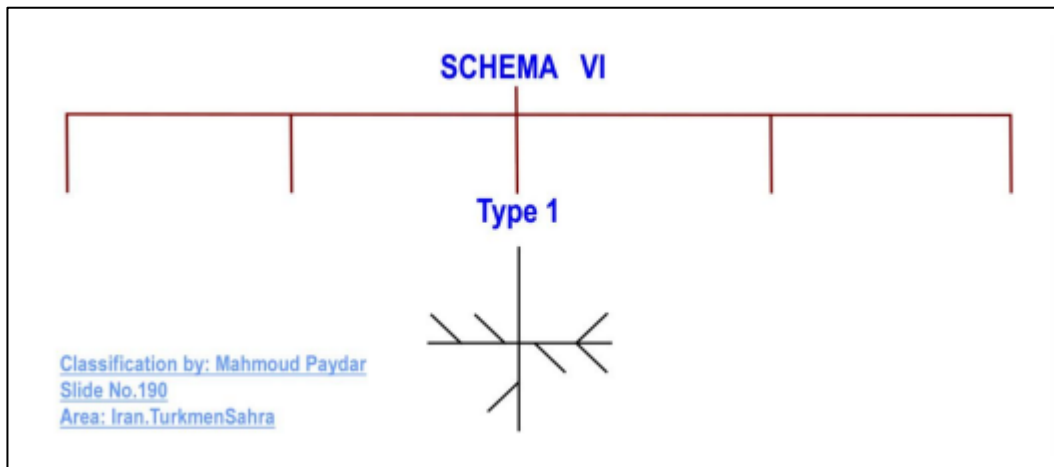 SCHEMA VI
Type 1
Classification by: Mahmoud Paydar
Slide No.190
Area: Iran.TurkmenSahra